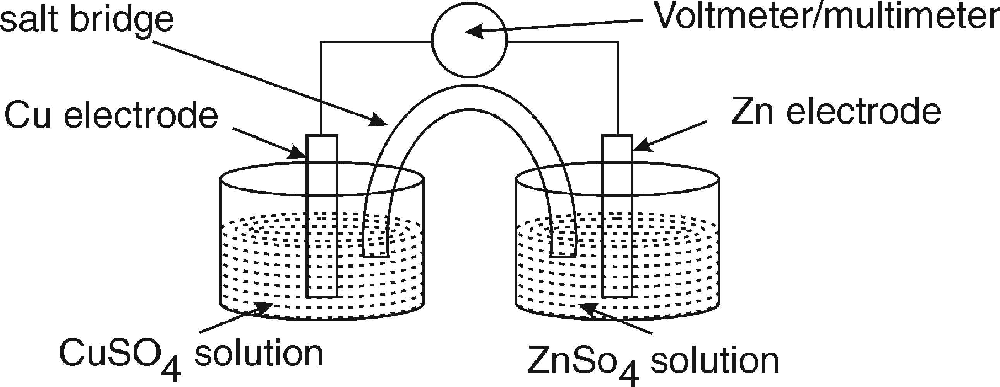 salt bridge
Voltmeter/multimeter
Cu electrode
Zn electrode
CuSO4 solution
ZnSo4 solution